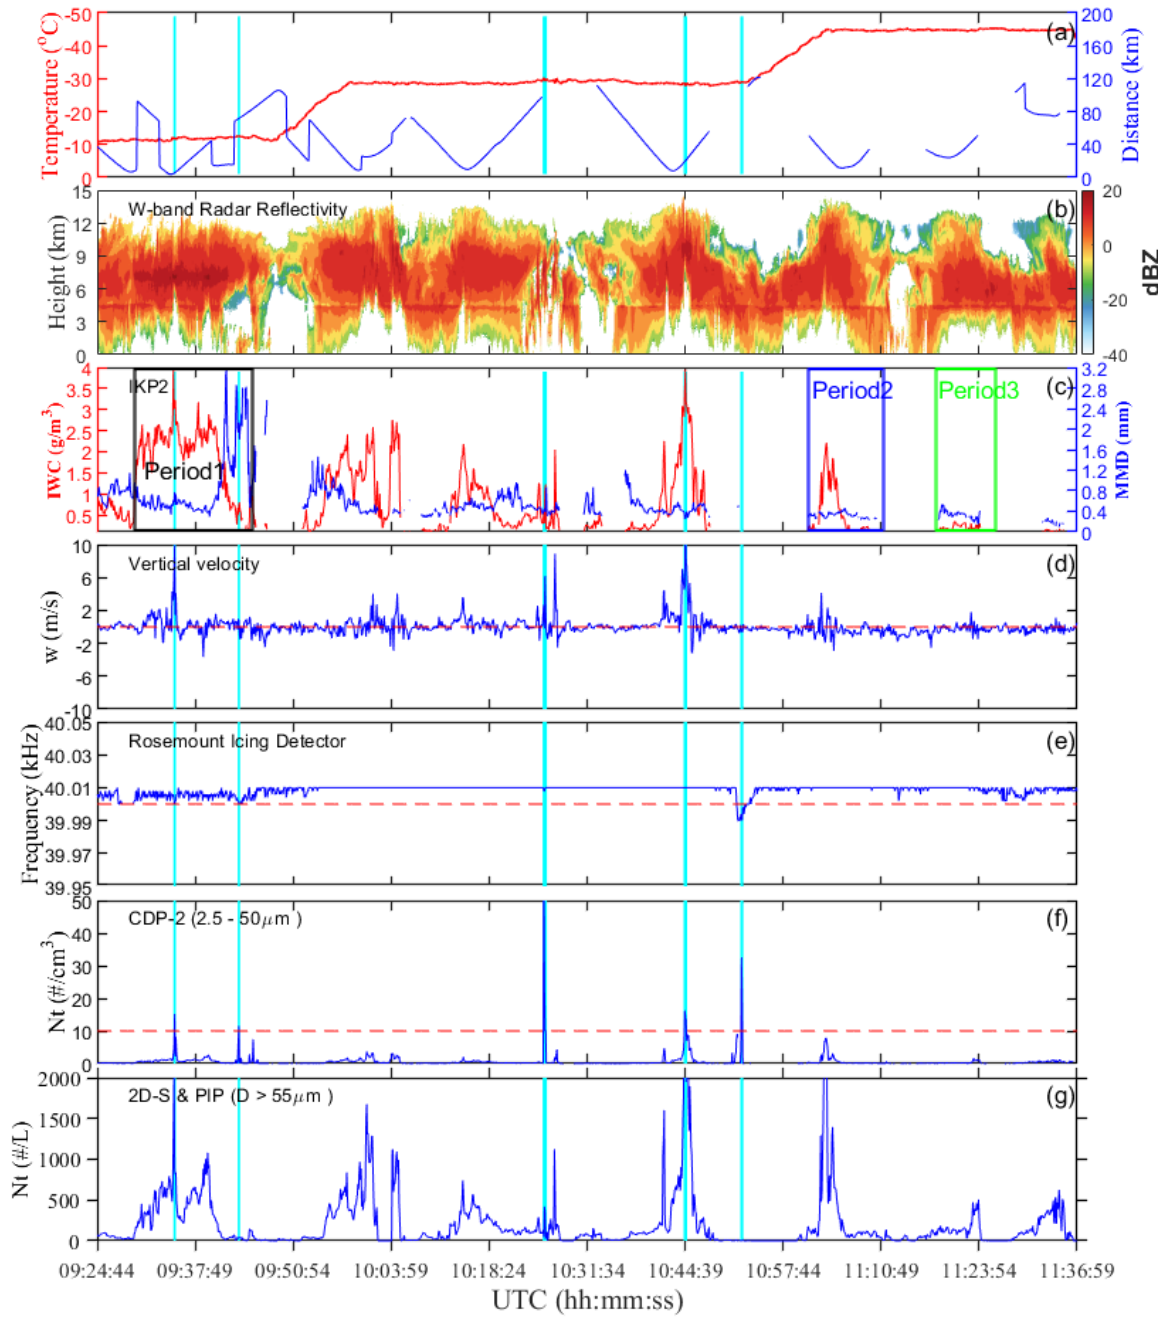 -50
-40
-30
-20
-10
0
Temperature (°C)
(a)
200
160
120
80
40
0
Distance (km)
15
12
9
6
3
0
Height (km)
W-band Radar Reflectivity
(b)
20
0
-20
-40
dBZ
4
3.5
3
2.5
2
1.5
1
0.5
IWC (g/m³)
IKP2
Period1
Period2
Period3
(c)
3.2
2.8
2.4
2
1.6
1.2
0.8
0.4
0
MMD (mm)
10
6
2
-2
-6
-10
w (m/s)
Vertical velocity
(d)
40.05
40.03
40.01
39.99
39.97
39.95
Frequency (kHz)
Rosemount Icing Detector
(e)
50
40
30
20
10
0
Nt (#/cm³)
CDP-2 (2.5 - 50μm )
(f)
2000
1500
1000
500
0
Nt (#/L)
2D-S & PIP (D > 55μm )
(g)
09:24:44 09:37:49 09:50:54 10:03:59 10:18:24 10:31:34 10:44:39 10:57:44 11:10:49 11:23:54 11:36:59
UTC (hh:mm:ss)